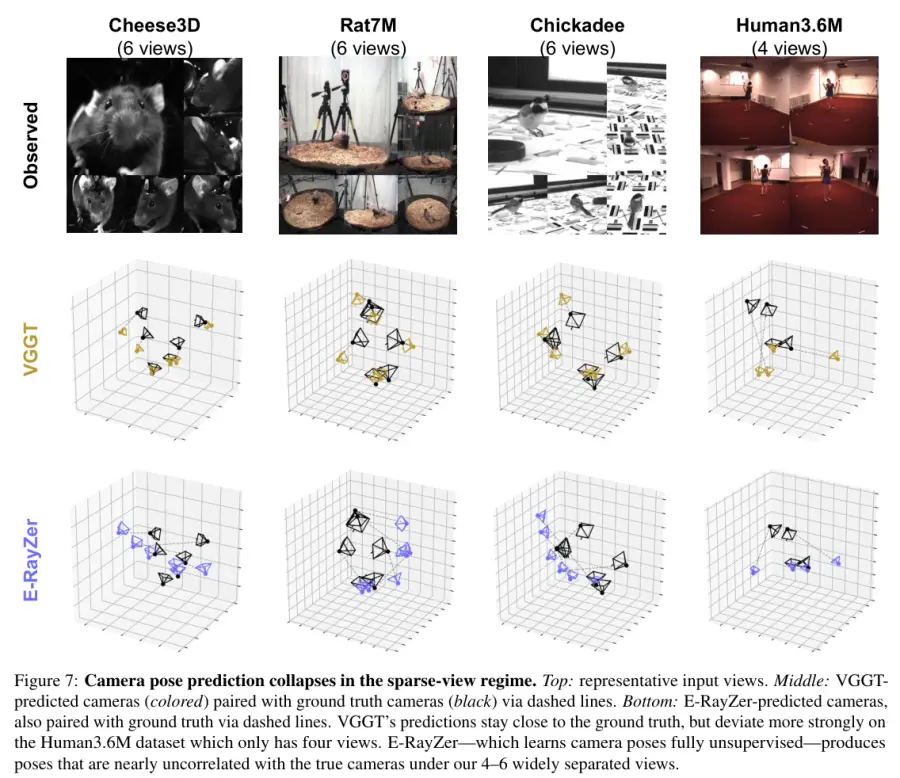 Cheese3D
(6 views)
Rat7M
(6 views)
Chickadee
(6 views)
Human3.6M
(4 views)
Observed
VGGT
E-RayZer
Figure 7: Camera pose prediction collapses in the sparse-view regime. Top: representative input views. Middle: VGGT-
predicted cameras (colored) paired with ground truth cameras (black) via dashed lines. Bottom: E-RayZer-predicted cameras,
also paired with ground truth via dashed lines. VGGT’s predictions stay close to the ground truth, but deviate more strongly on
the Human3.6M dataset which only has four views. E-RayZer—which learns camera poses fully unsupervised—produces
poses that are nearly uncorrelated with the true cameras under our 4–6 widely separated views.